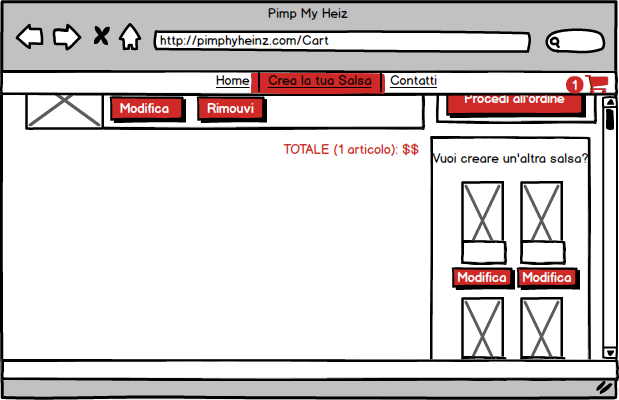 Pimp My Heiz
http://pimphyheinz.com/Cart
Home Crea la tua Salsa Contatti
1
Modifica Rimuovi
Procedi all'ordine
TOTALE (1 articolo): $$
Vuoi creare un'altra salsa?
Modifica Modifica